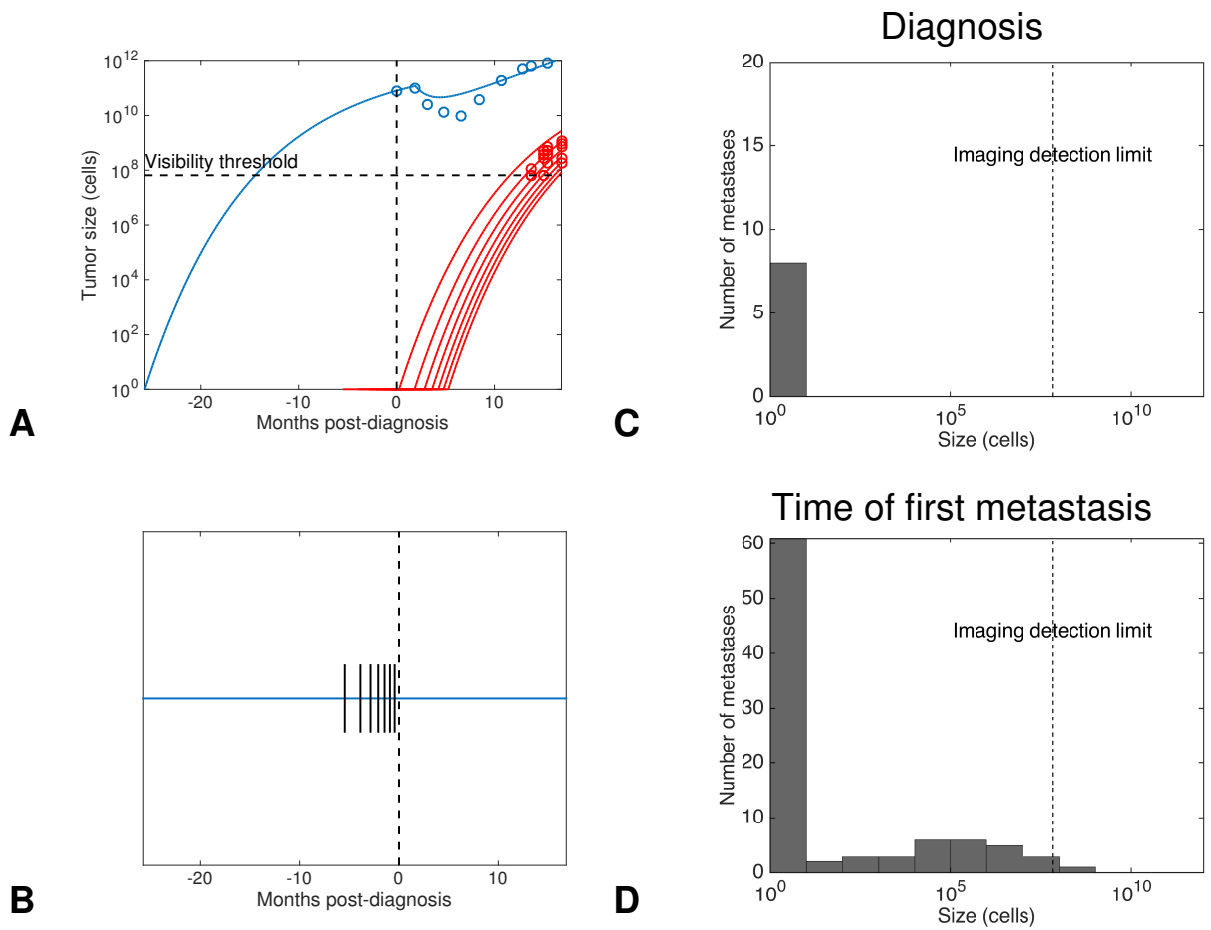 10^12
10^10
10^8
10^6
10^4
10^2
10^0
Tumor size (cells)
Visibility threshold
-20
-10
0
10
Months post-diagnosis
A
-20
-10
0
10
Months post-diagnosis
B
Diagnosis
20
15
10
5
0
Number of metastases
Imaging detection limit
10^0
10^5
10^10
Size (cells)
C
Time of first metastasis
60
50
40
30
20
10
0
Number of metastases
Imaging detection limit
10^0
10^5
10^10
Size (cells)
D